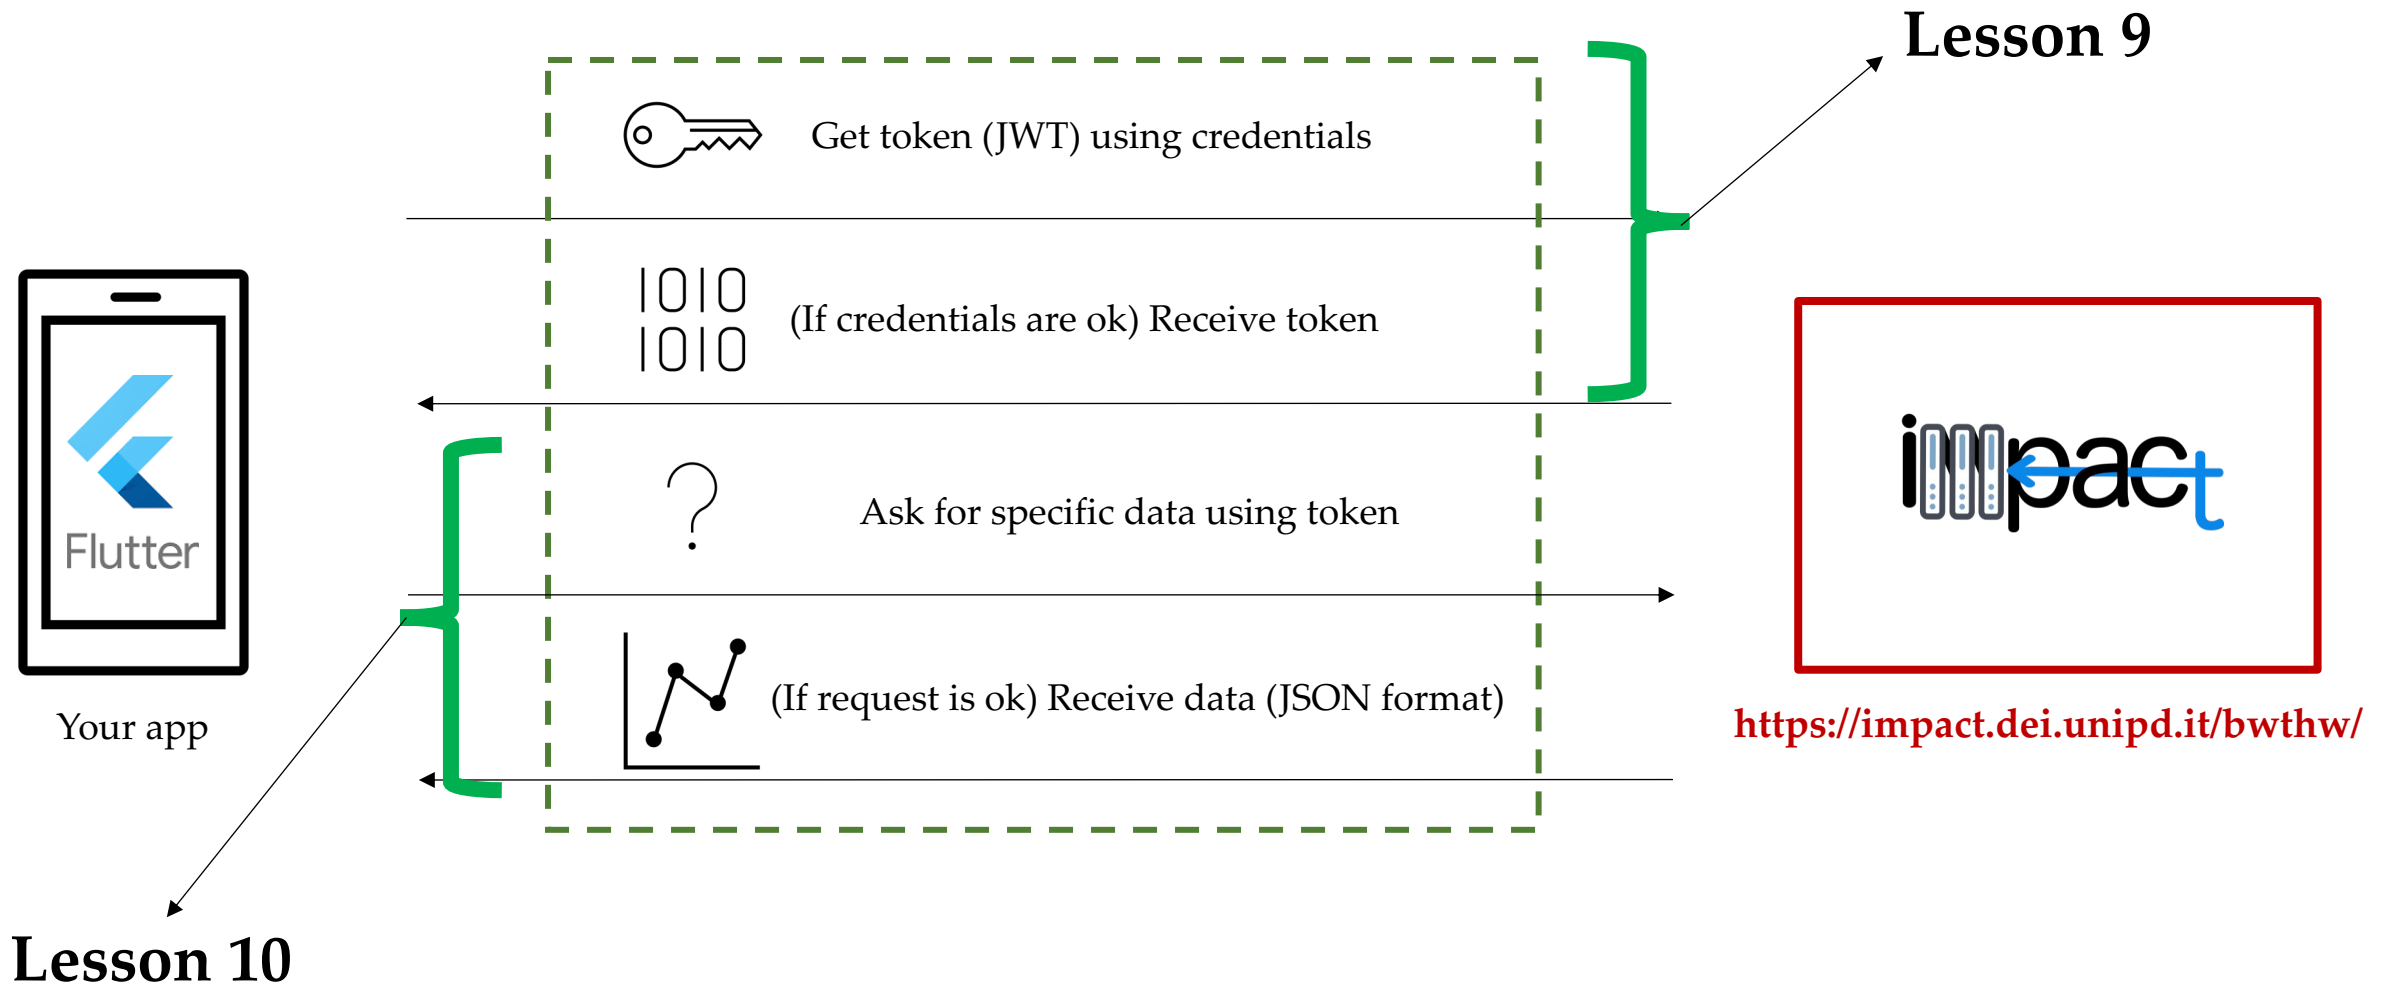 Lesson 9
Get token (JWT) using credentials
1010
1010
(If credentials are ok) Receive token
Flutter
Your app
impact
https://impact.dei.unipd.it/bwthw/
Ask for specific data using token
(If request is ok) Receive data (JSON format)
Lesson 10